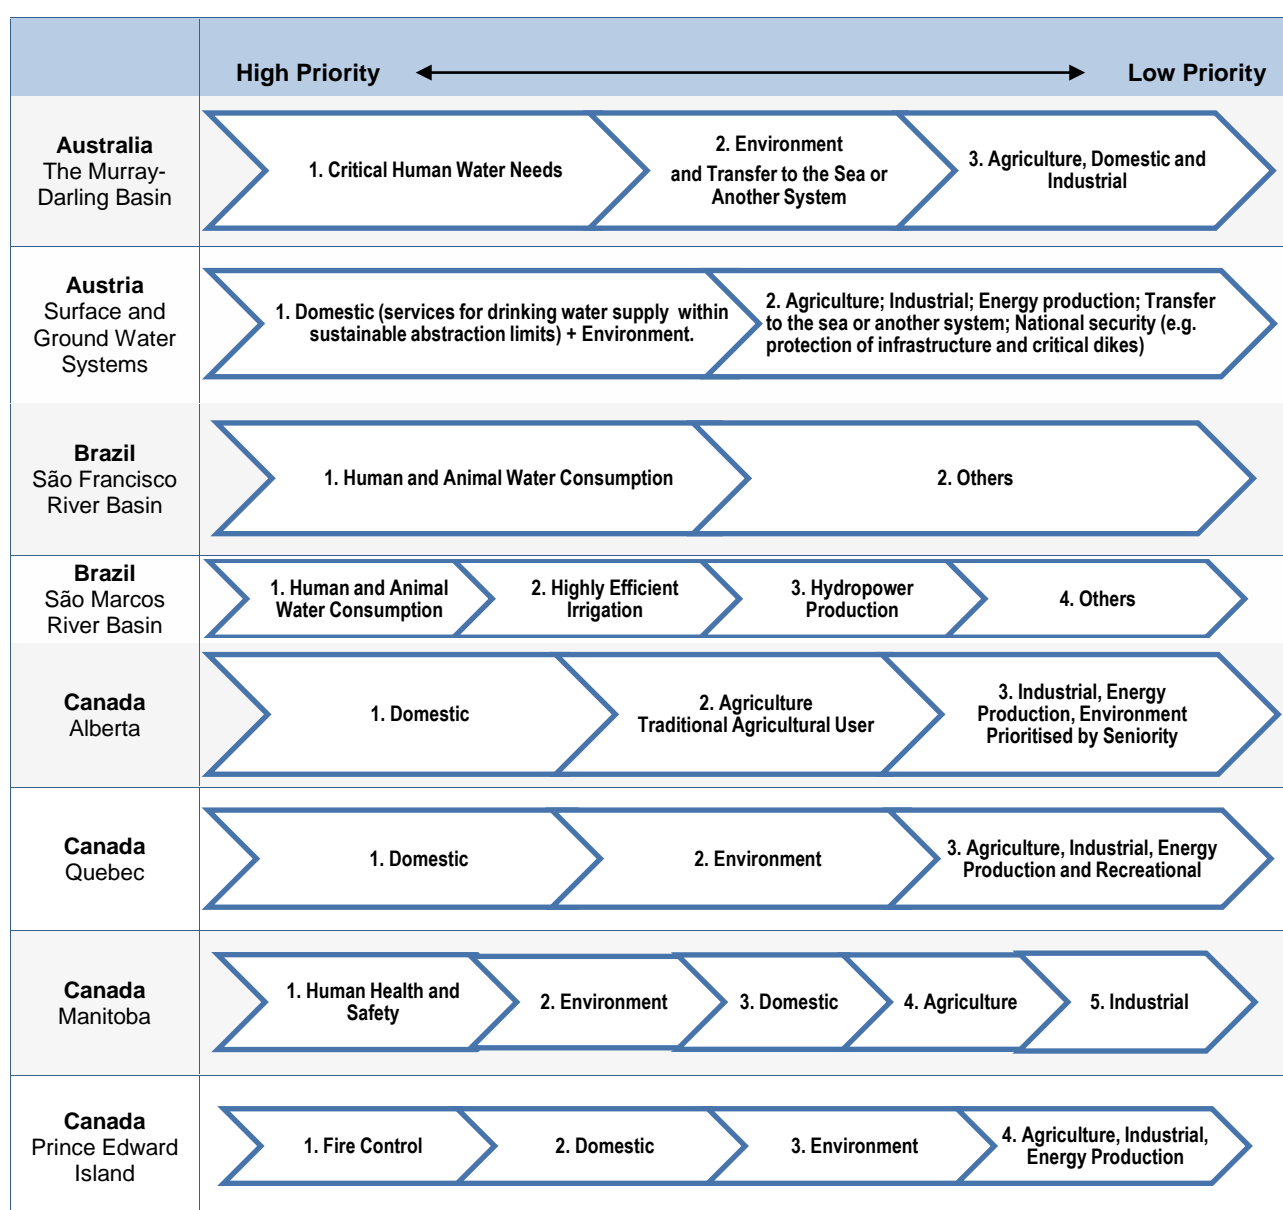 High Priority
Low Priority
Australia
The Murray-
Darling Basin
1. Critical Human Water Needs
2. Environment
and Transfer to the Sea or
Another System
3. Agriculture, Domestic and
Industrial
Austria
Surface and
Ground Water
Systems
1. Domestic (services for drinking water supply within
sustainable abstraction limits) + Environment.
2. Agriculture; Industrial; Energy production; Transfer
to the sea or another system; National security (e.g.
protection of infrastructure and critical dikes)
Brazil
São Francisco
River Basin
1. Human and Animal Water Consumption
2. Others
Brazil
São Marcos
River Basin
1. Human and Animal
Water Consumption
2. Highly Efficient
Irrigation
3. Hydropower
Production
4. Others
Canada
Alberta
1. Domestic
2. Agriculture
Traditional Agricultural User
3. Industrial, Energy
Production, Environment
Prioritised by Seniority
Canada
Quebec
1. Domestic
2. Environment
3. Agriculture, Industrial, Energy
Production and Recreational
Canada
Manitoba
1. Human Health and
Safety
2. Environment
3. Domestic
4. Agriculture
5. Industrial
Canada
Prince Edward
Island
1. Fire Control
2. Domestic
3. Environment
4. Agriculture, Industrial,
Energy Production